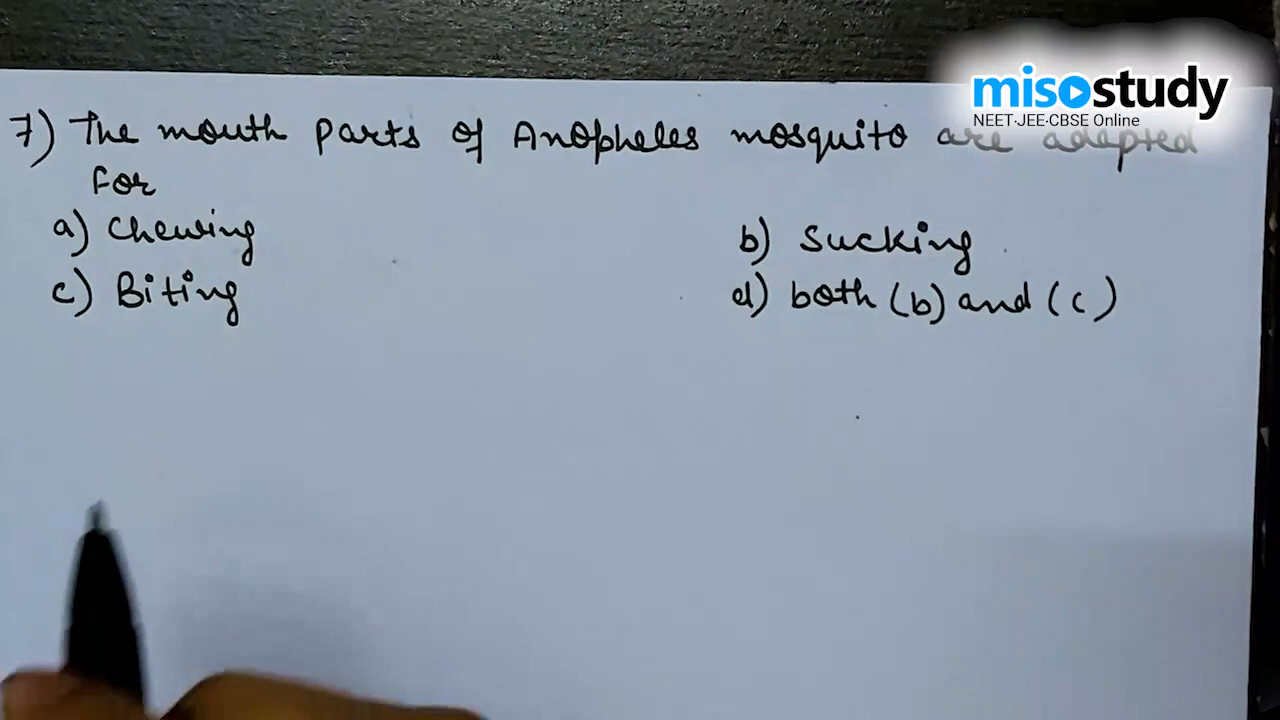 misostudy
NEET-JEE-CBSE Online
7) The mouth parts of Anopheles mosquito are adapted
for
a) Chewing b) Sucking
c) Biting d) both (b) and (c)